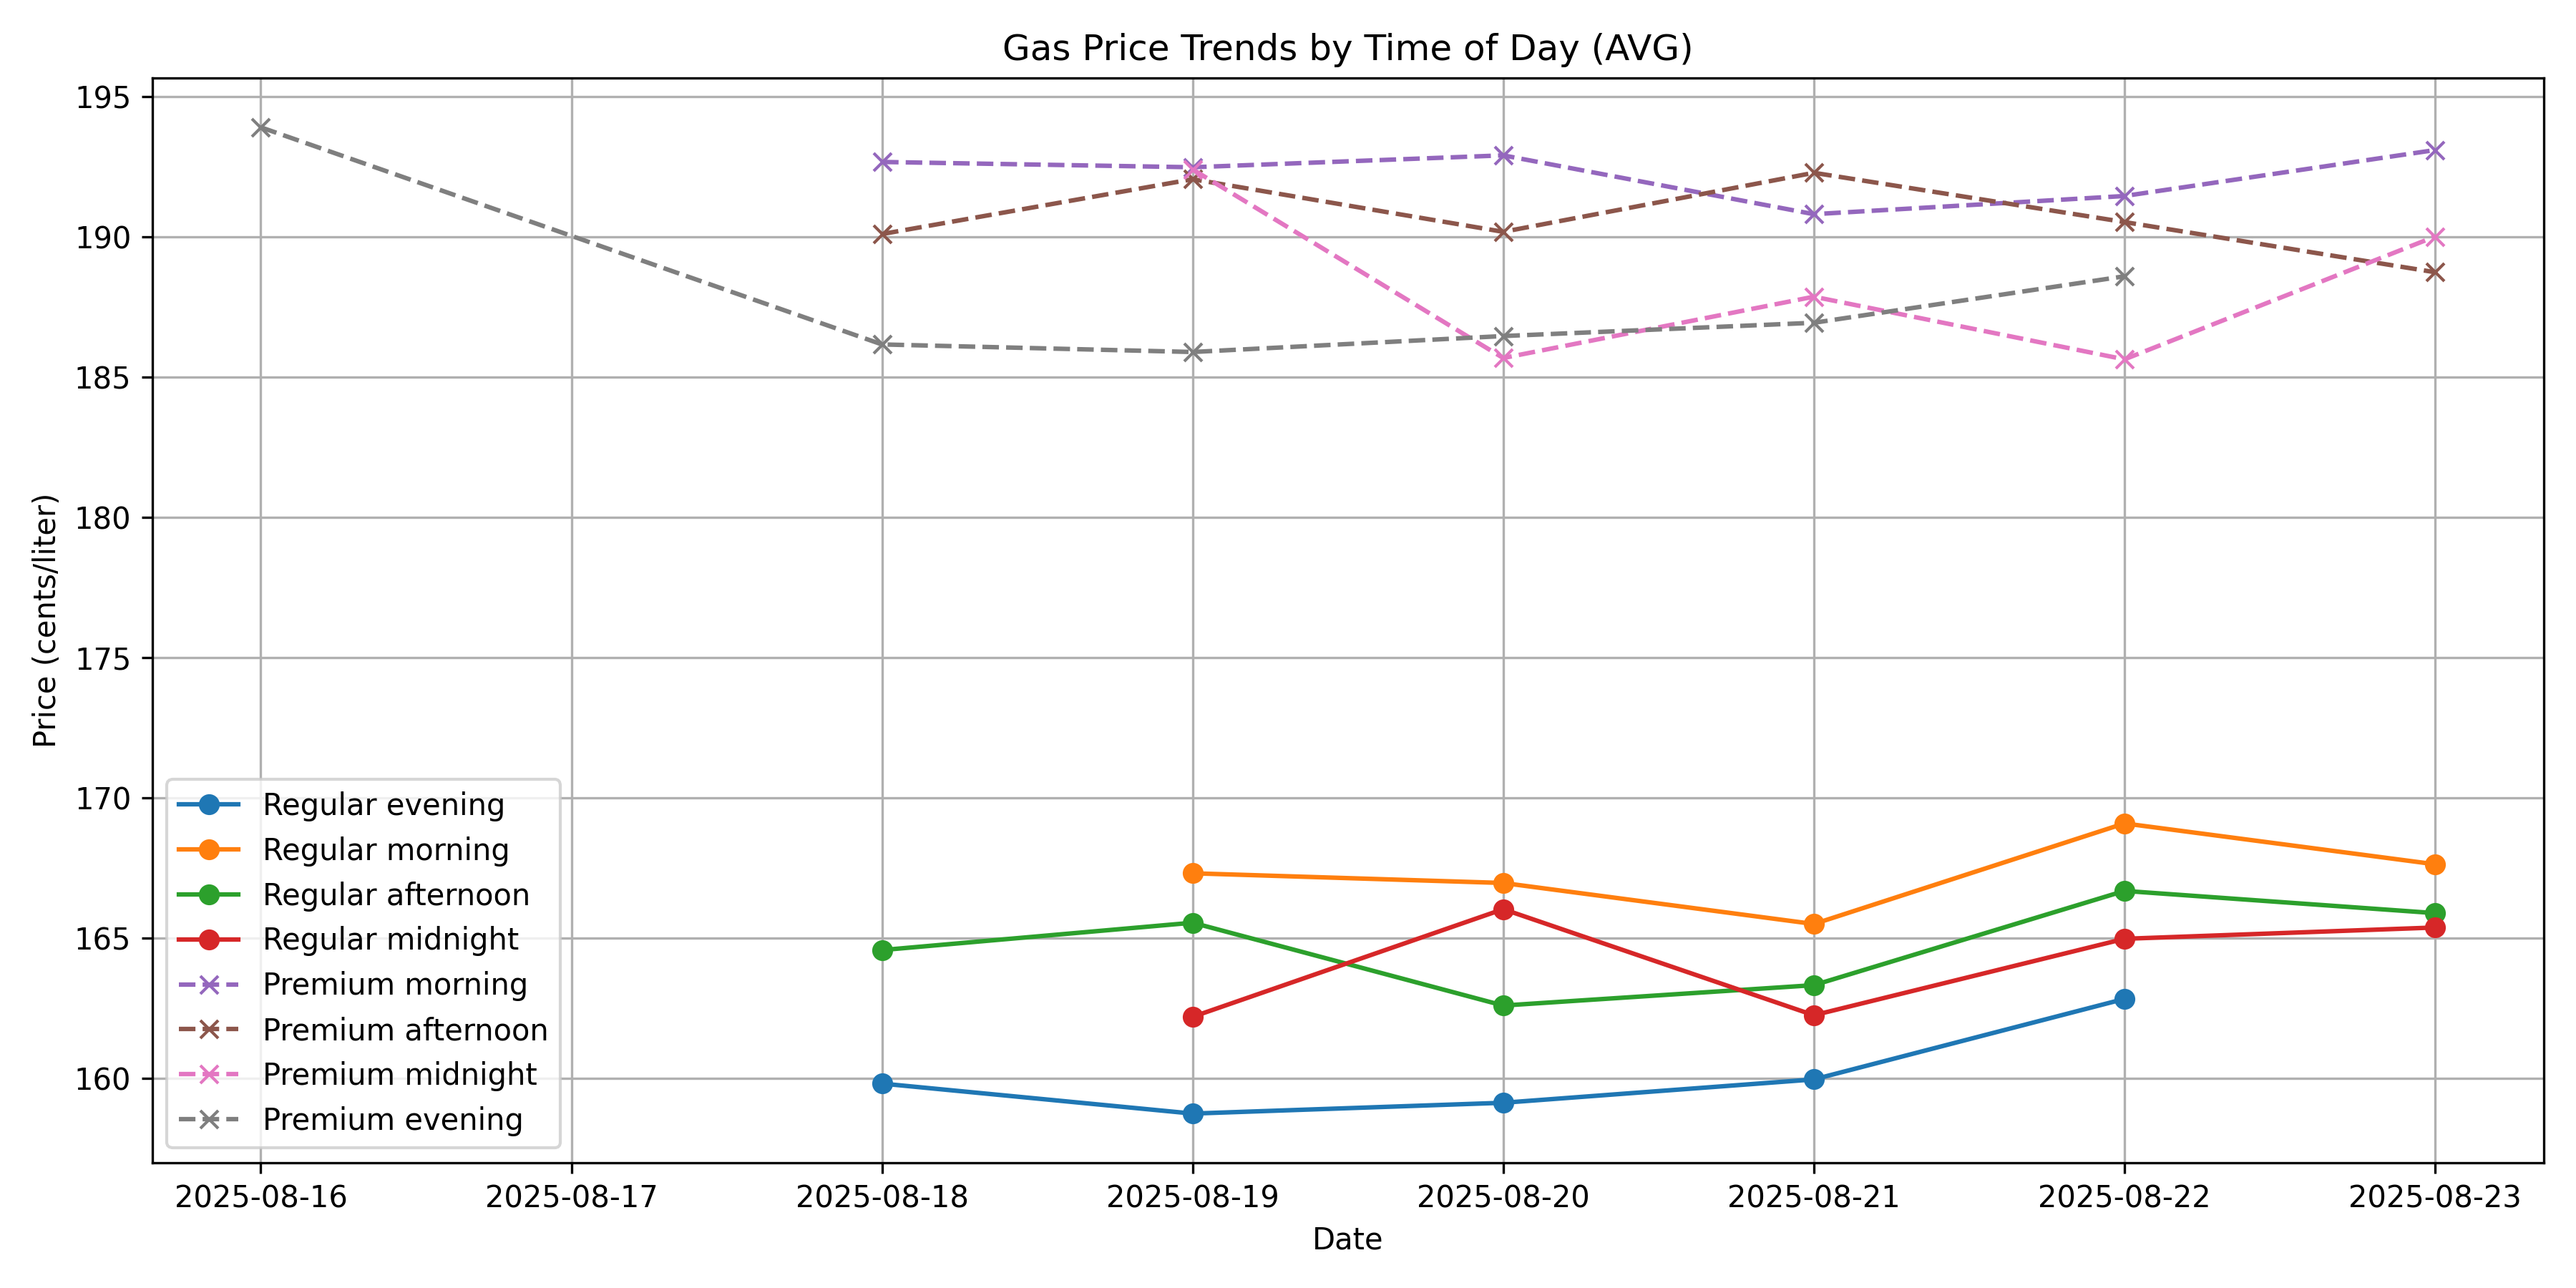 Gas Price Trends by Time of Day (AVG)
Price (cents/liter)
195
190
185
180
175
170
165
160
Regular evening
Regular morning
Regular afternoon
Regular midnight
Premium morning
Premium afternoon
Premium midnight
Premium evening
2025-08-16 2025-08-17 2025-08-18 2025-08-19 2025-08-20 2025-08-21 2025-08-22 2025-08-23
Date